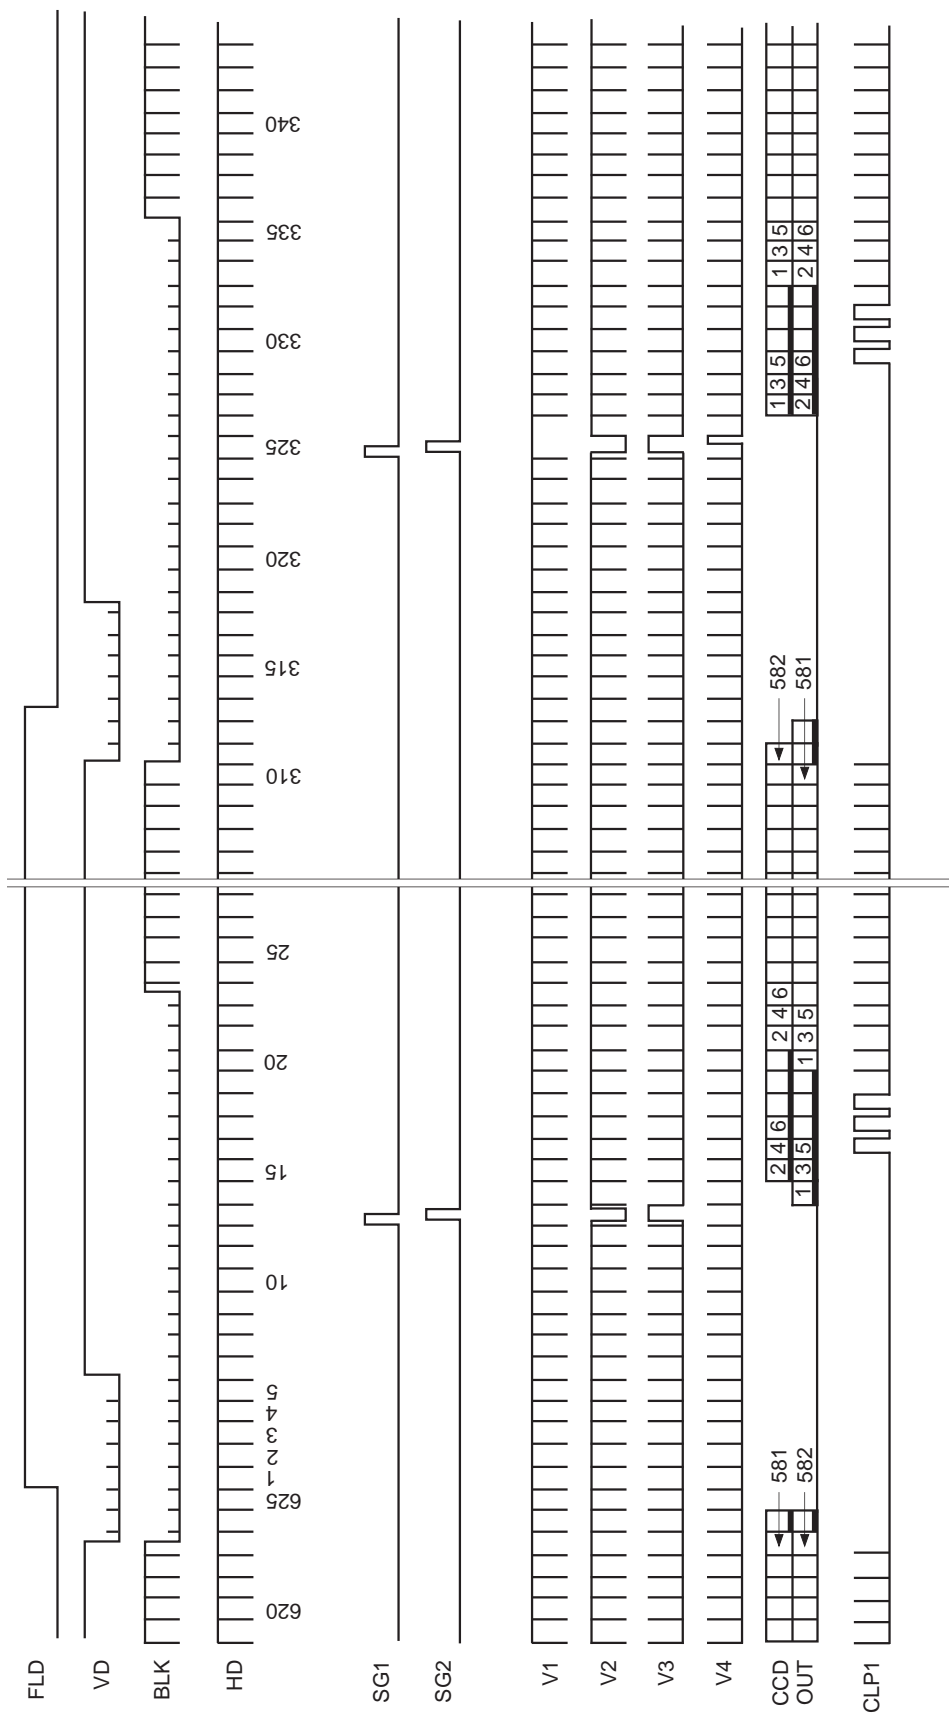 FLD
VD
BLK
HD
620 625 1 2 3 4 5 10 15 20 25 310 315 320 325 330 335 340
SG1
SG2
V1
V2
V3
V4
CCD 581 2 4 6 2 4 6 582 1 3 5 1 3 5
OUT 582 1 3 5 1 3 5 581 2 4 6 2 4 6
CLP1